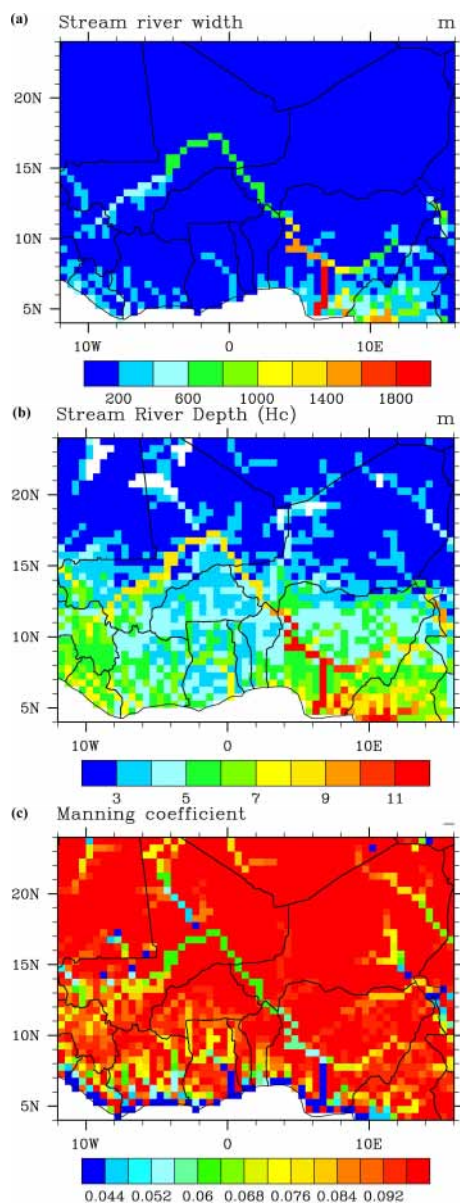 (a) Stream river width m
20N
15N
10N
5N
10W 0 10E
200 600 1000 1400 1800
(b) Stream River Depth (Hc) m
20N
15N
10N
5N
10W 0 10E
3 5 7 9 11
(c) Manning coefficient _
20N
15N
10N
5N
10W 0 10E
0.044 0.052 0.06 0.068 0.076 0.084 0.092